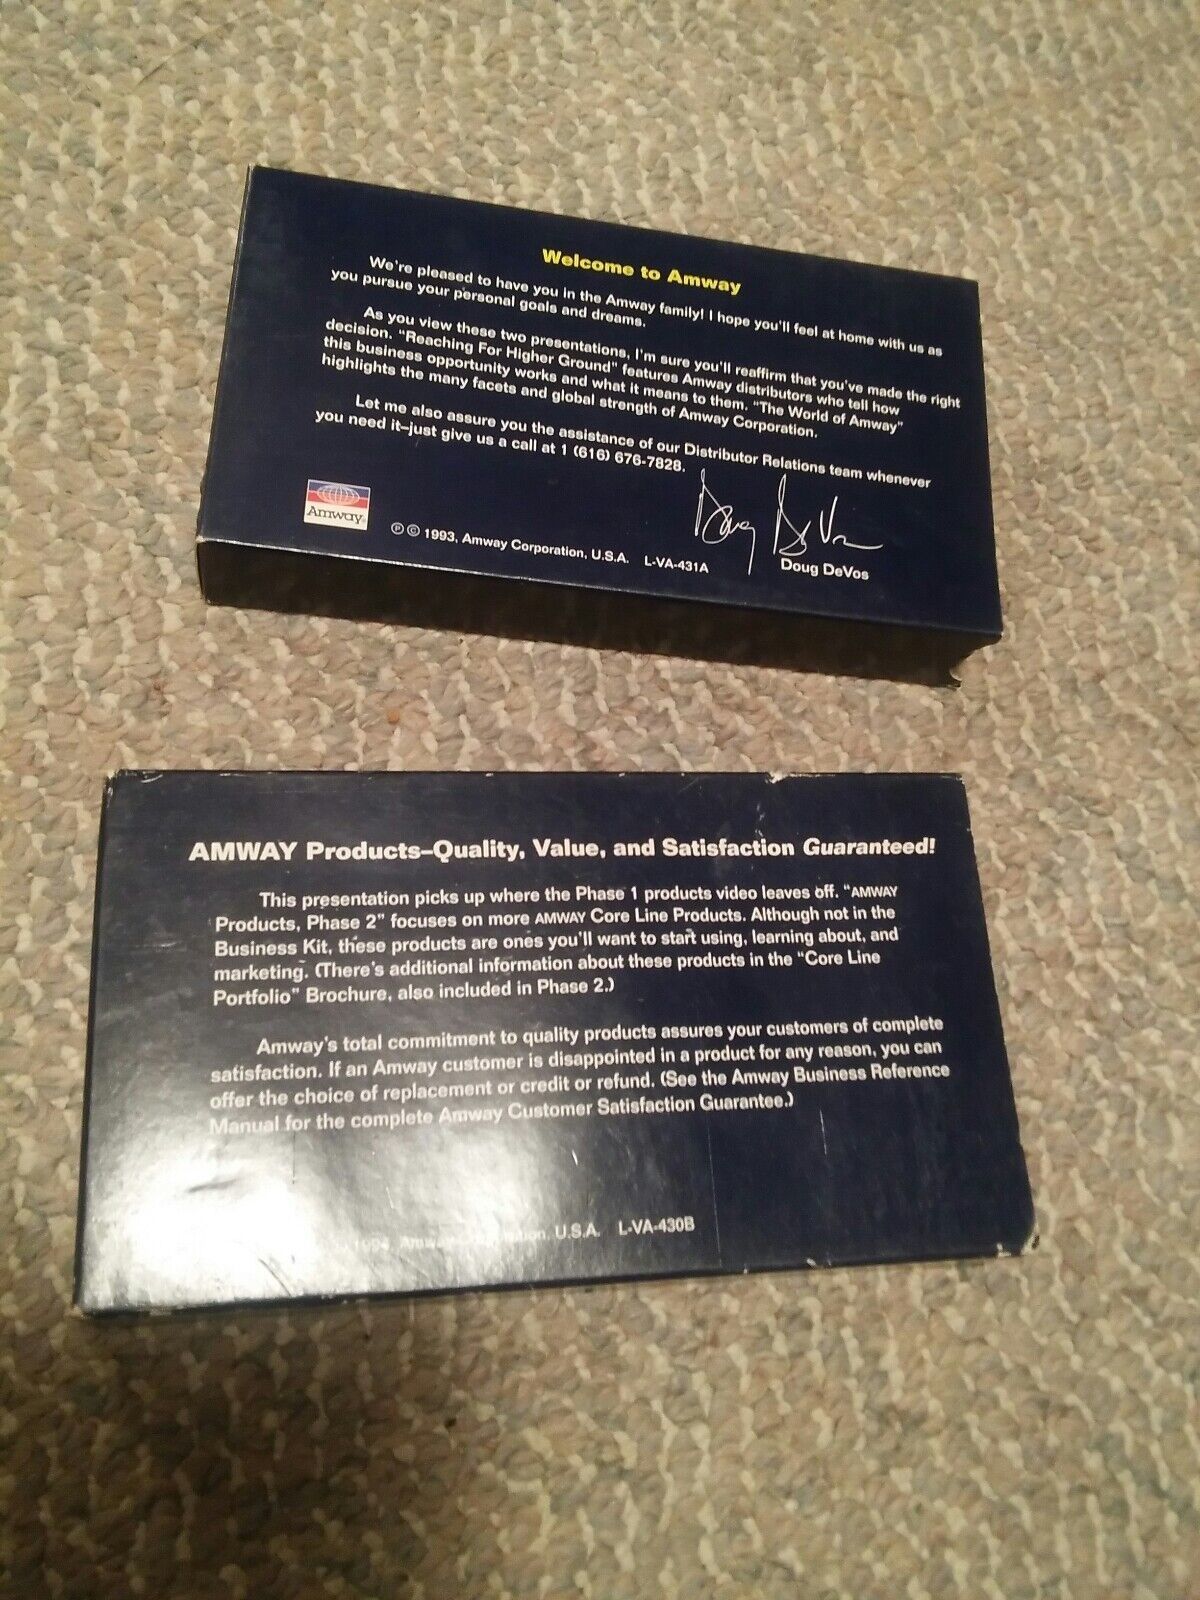 Welcome to Amway
We're pleased to have you in the Amway family! I hope you'll feel at home with us as
you pursue your personal goals and dreams.
As you view these two presentations, I'm sure you'll reaffirm that you've made the right
decision. "Reaching For Higher Ground" features Amway distributors who tell how
this business opportunity works and what it means to them. "The World of Amway"
highlights the many facets and global strength of Amway Corporation.
Let me also assure you the assistance of our Distributor Relations team whenever
you need it–just give us a call at 1 (616) 676-7828.
Doug DeVos
Amway®
Ⓟ © 1993, Amway Corporation, U.S.A. L-VA-431A
Doug DeVos
AMWAY Products–Quality, Value, and Satisfaction Guaranteed!
This presentation picks up where the Phase 1 products video leaves off. "AMWAY
Products, Phase 2" focuses on more AMWAY Core Line Products. Although not in the
Business Kit, these products are ones you'll want to start using, learning about, and
marketing. (There's additional information about these products in the "Core Line
Portfolio" Brochure, also included in Phase 2.)
Amway's total commitment to quality products assures your customers of complete
satisfaction. If an Amway customer is disappointed in a product for any reason, you can
offer the choice of replacement or credit or refund. (See the Amway Business Reference
Manual for the complete Amway Customer Satisfaction Guarantee.)
1994, U.S.A. L-VA-430B